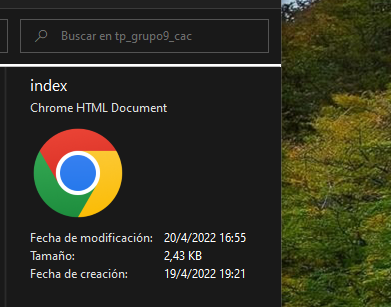 Buscar en tp_grupo9_cac
index
Chrome HTML Document
Fecha de modificación: 20/4/2022 16:55
Tamaño: 2,43 KB
Fecha de creación: 19/4/2022 19:21